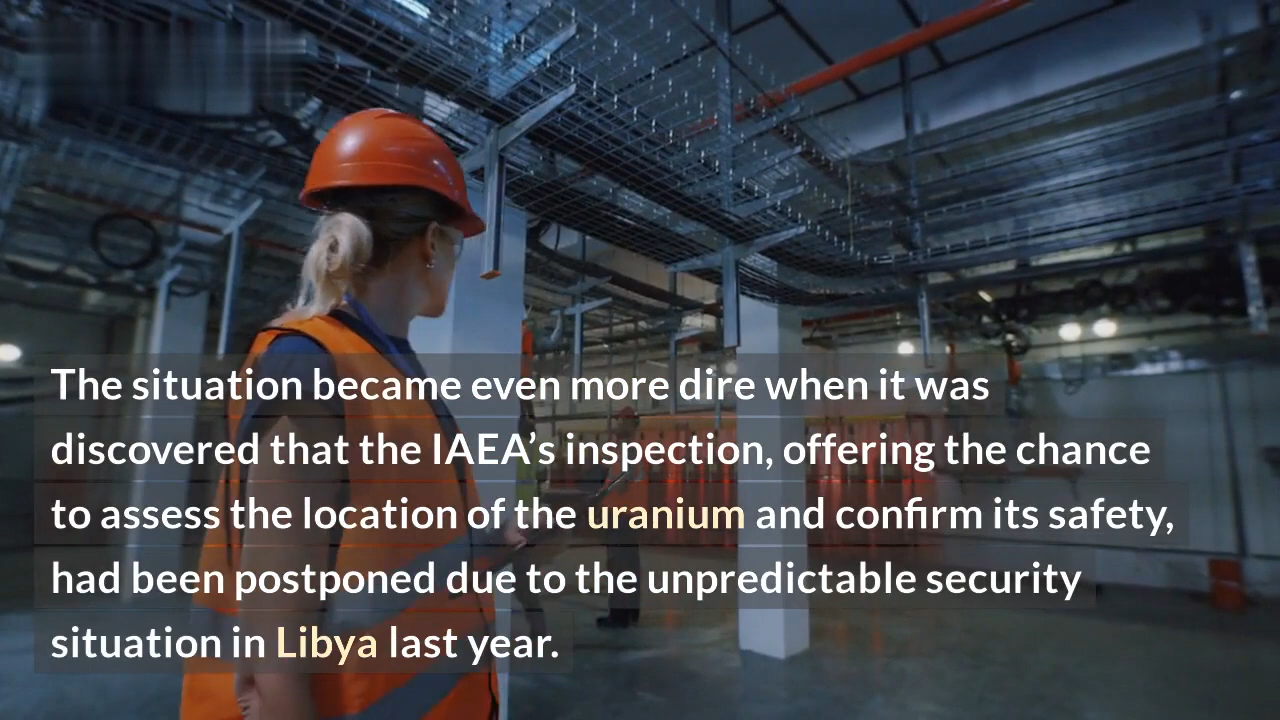 The situation became even more dire when it was
discovered that the IAEA’s inspection, offering the chance
to assess the location of the uranium and confirm its safety,
had been postponed due to the unpredictable security
situation in Libya last year.